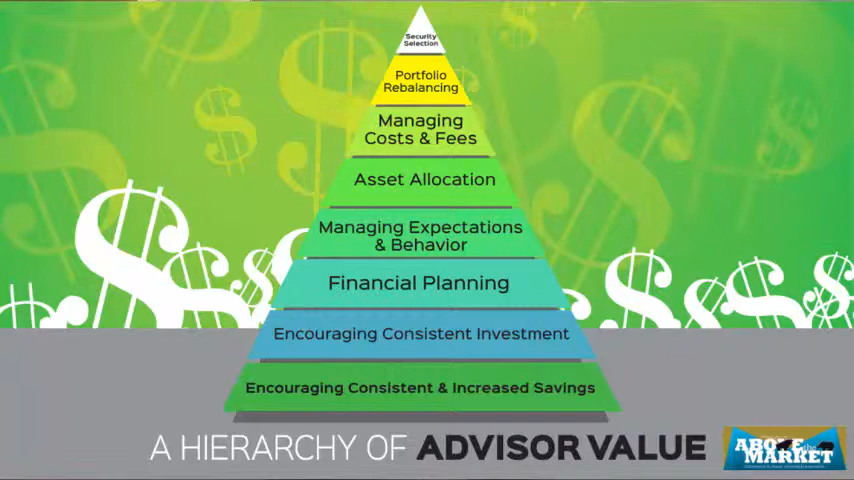 Security
Selection
Portfolio
Rebalancing
Managing
Costs & Fees
Asset Allocation
Managing Expectations
& Behavior
Financial Planning
Encouraging Consistent Investment
Encouraging Consistent & Increased Savings
A HIERARCHY OF ADVISOR VALUE
ABOVE the
MARKET